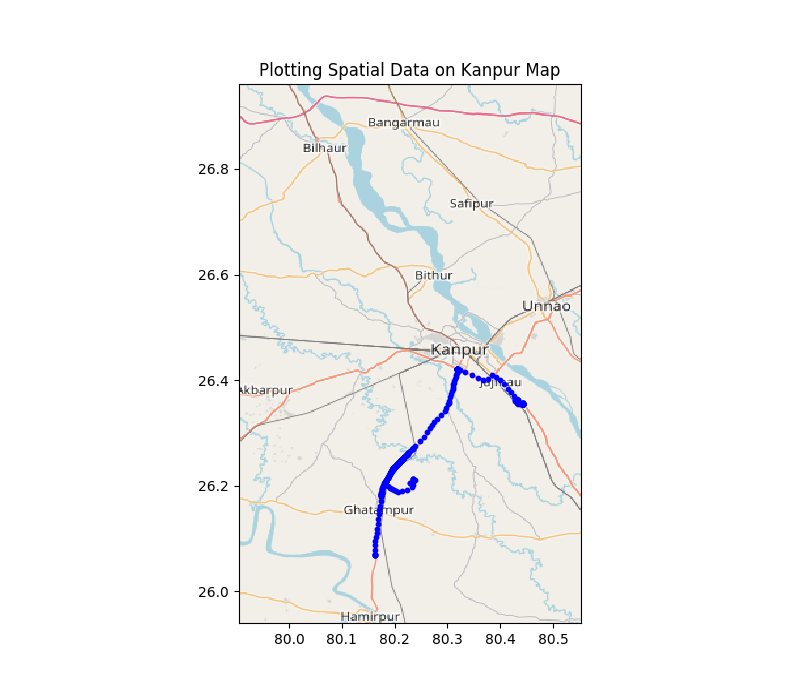 Plotting Spatial Data on Kanpur Map
Bangarmau
Bilhaur
26.8
Safipur
Bithur
26.6
Unnao
Kanpur
26.4
Jajmau
Akbarpur
26.2
Ghatampur
26.0
Hamirpur
80.0 80.1 80.2 80.3 80.4 80.5